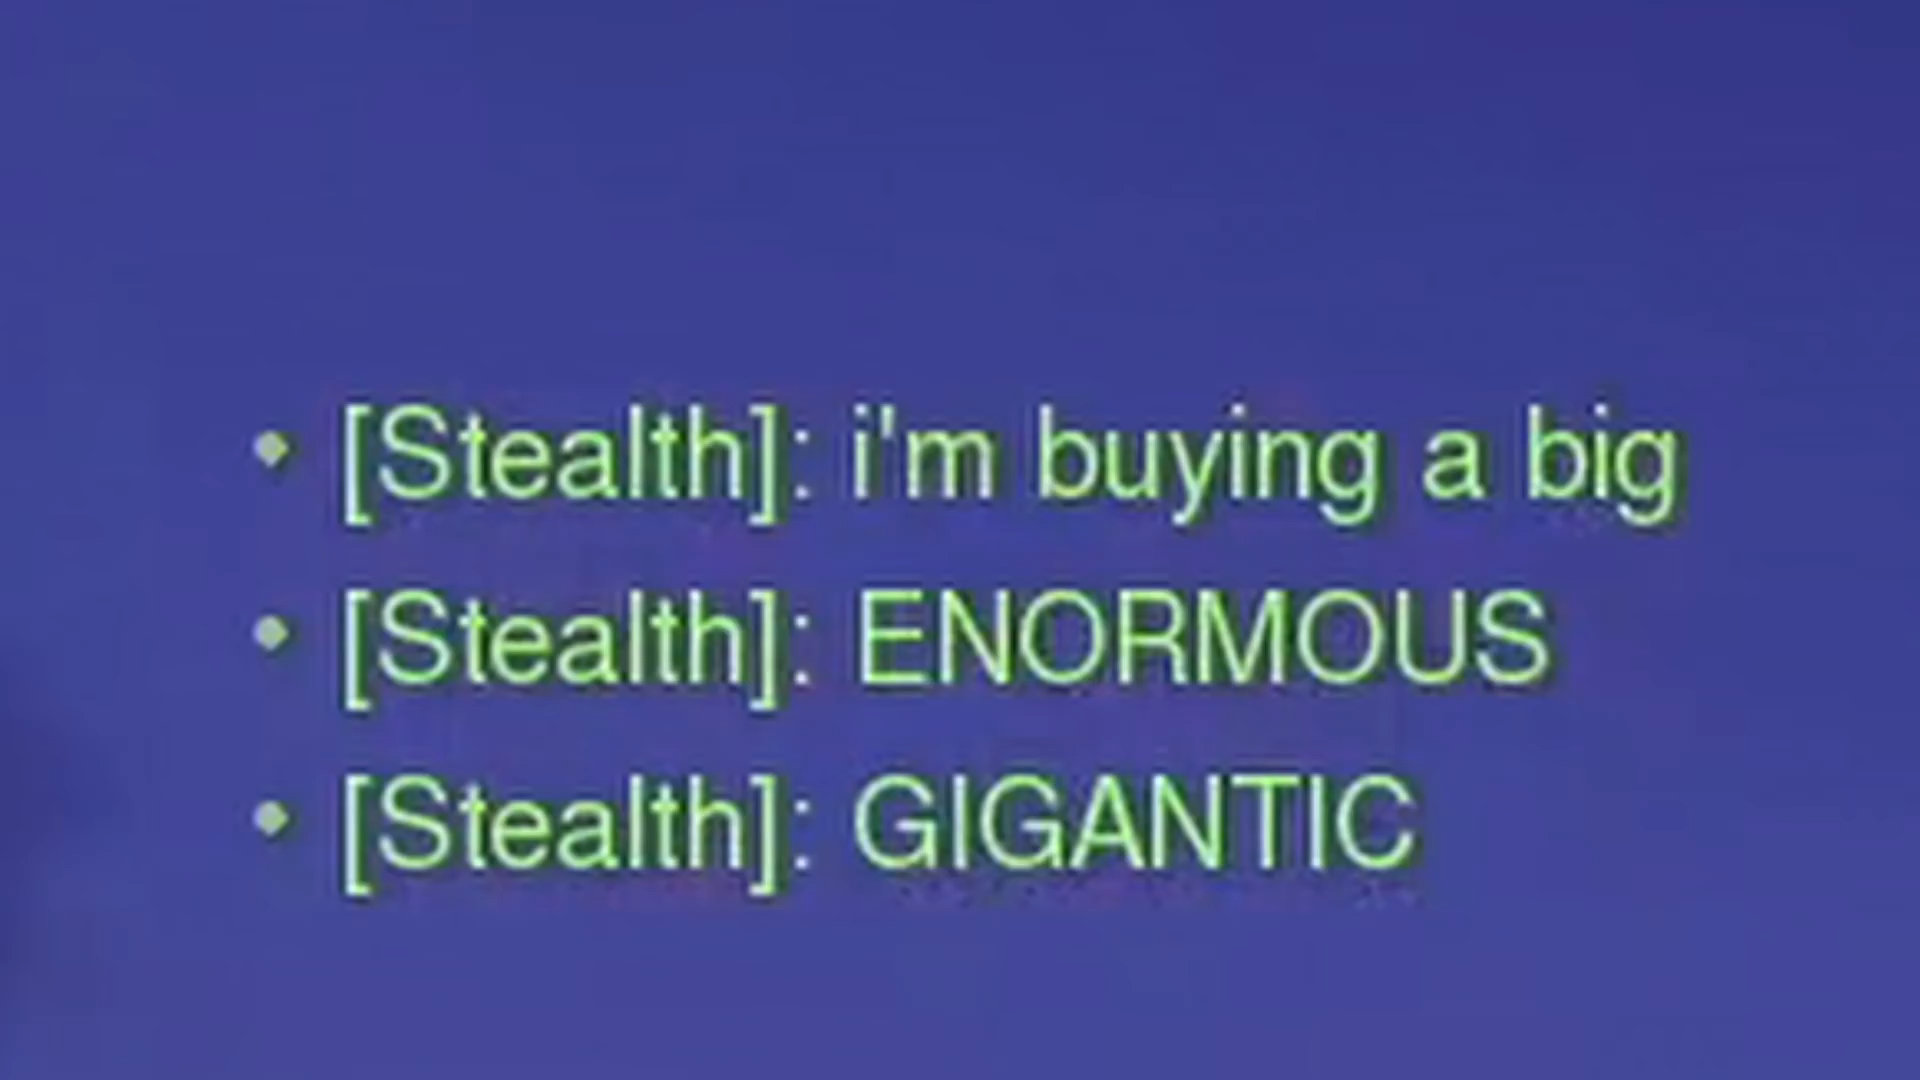 • [Stealth]: i'm buying a big
• [Stealth]: ENORMOUS
• [Stealth]: GIGANTIC